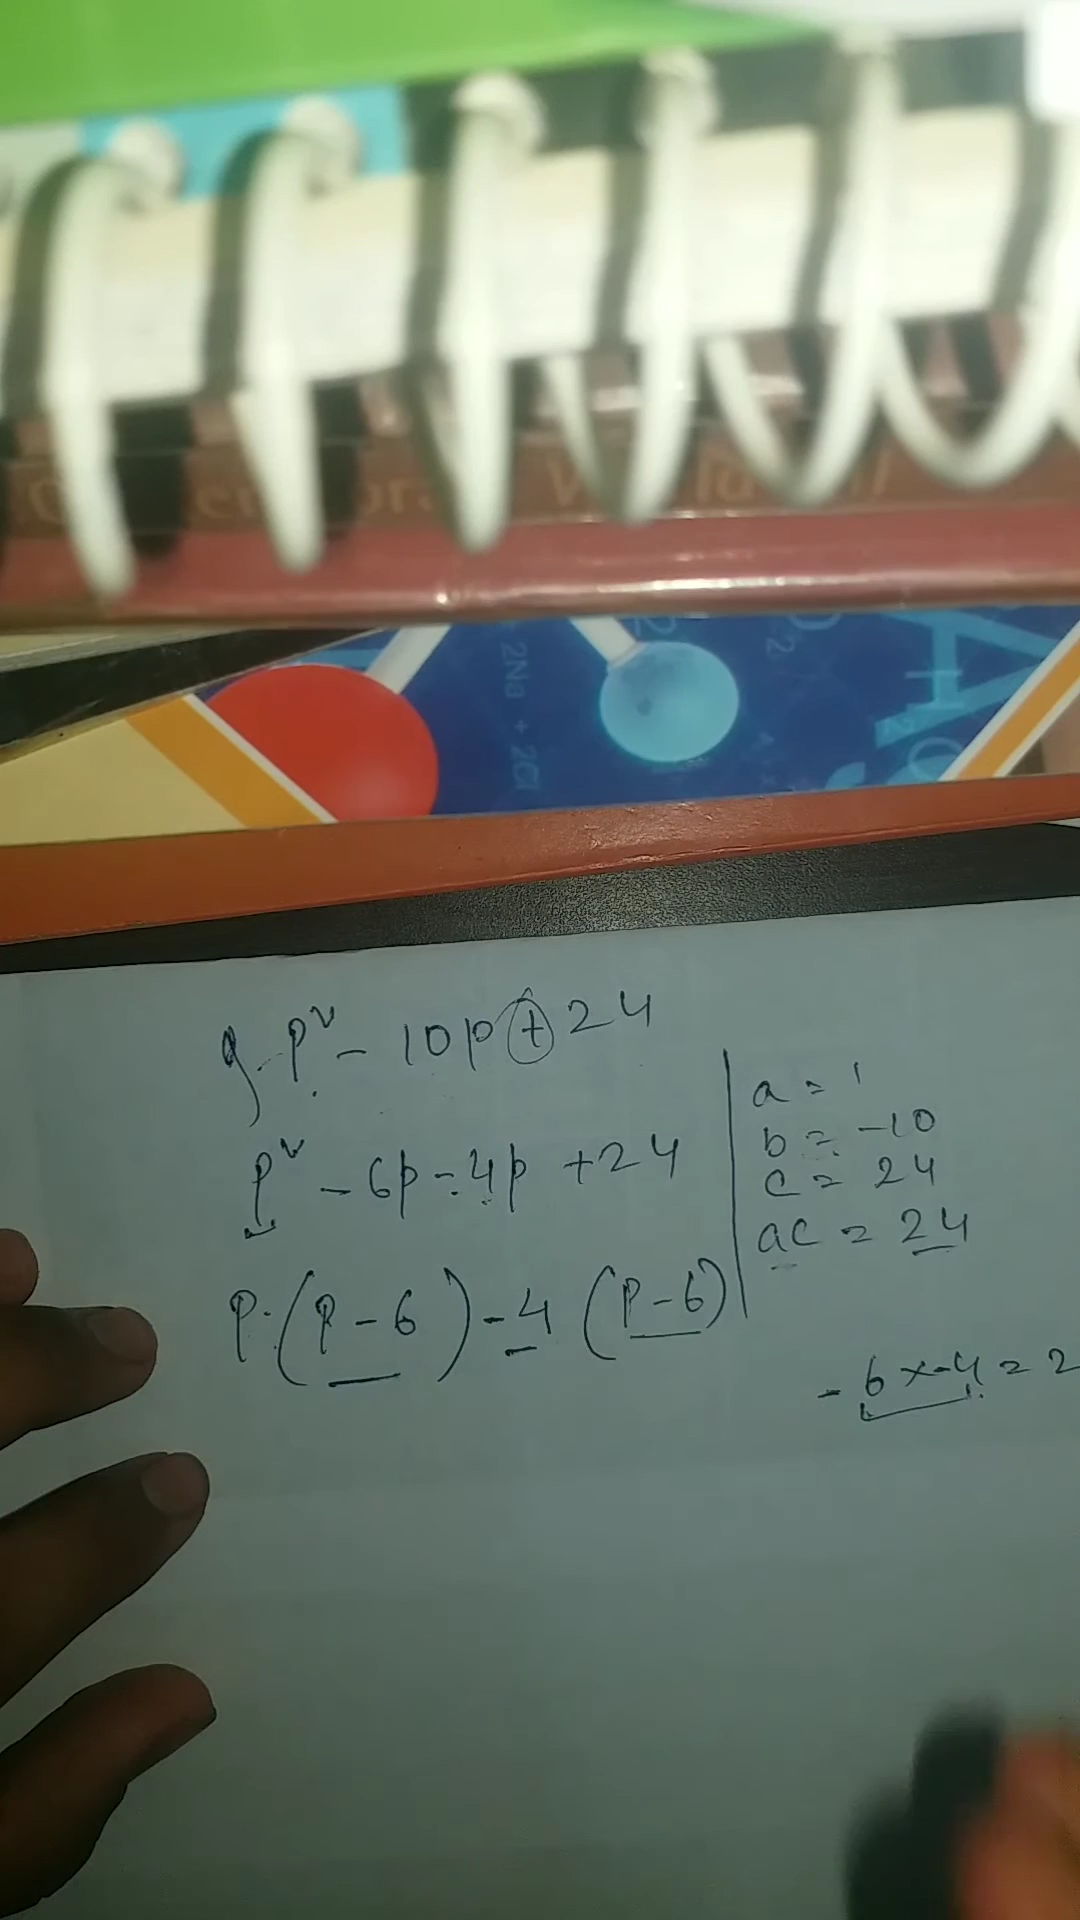 2Na + 2Cl
Q. p² - 10p + 24
p² - 6p - 4p + 24
p · (p - 6) - 4 (p - 6)
a = 1
b = -10
c = 24
ac = 24
- 6 x -4 = 2